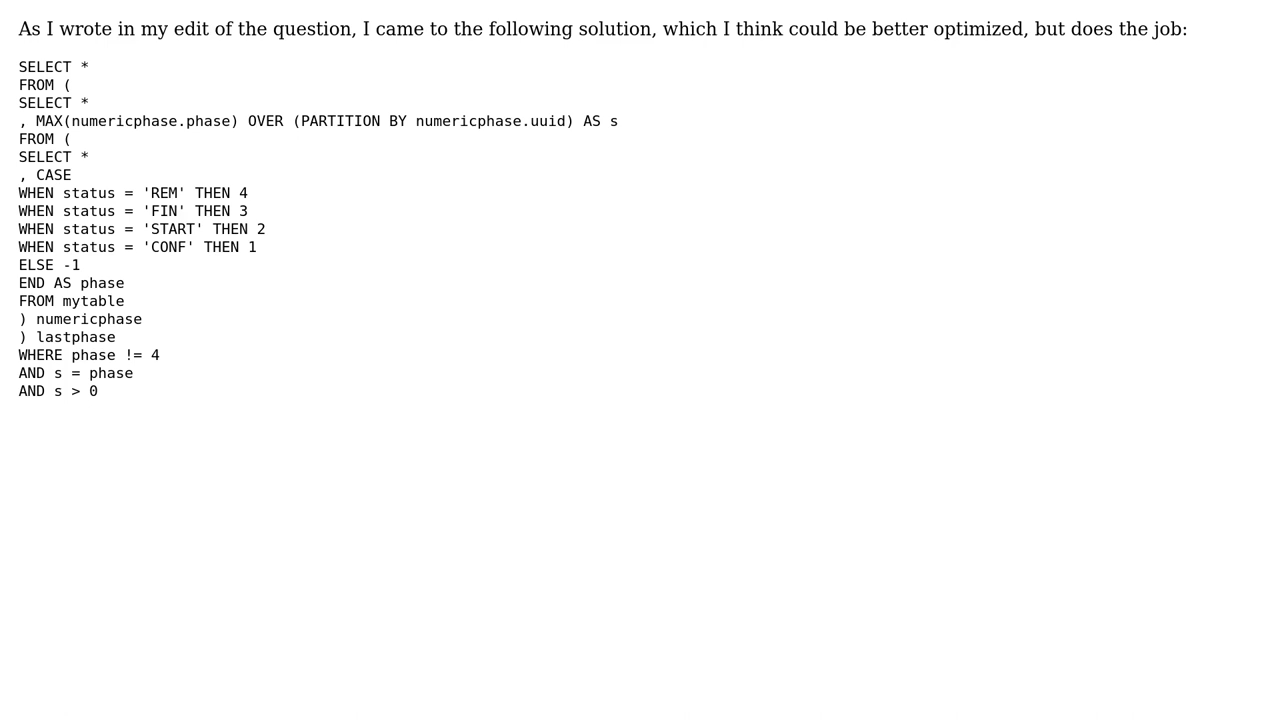 As I wrote in my edit of the question, I came to the following solution, which I think could be better optimized, but does the job:
SELECT *
FROM (
SELECT *
, MAX(numericphase.phase) OVER (PARTITION BY numericphase.uuid) AS s
FROM (
SELECT *
, CASE
WHEN status = 'REM' THEN 4
WHEN status = 'FIN' THEN 3
WHEN status = 'START' THEN 2
WHEN status = 'CONF' THEN 1
ELSE -1
END AS phase
FROM mytable
) numericphase
) lastphase
WHERE phase != 4
AND s = phase
AND s > 0